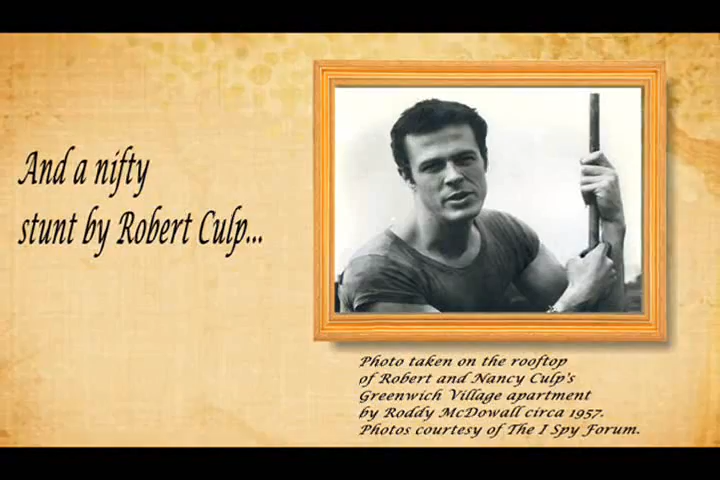 And a nifty
stunt by Robert Culp...
Photo taken on the rooftop
of Robert and Nancy Culp's
Greenwich Village apartment
by Roddy McDowall circa 1957.
Photos courtesy of The I Spy Forum.